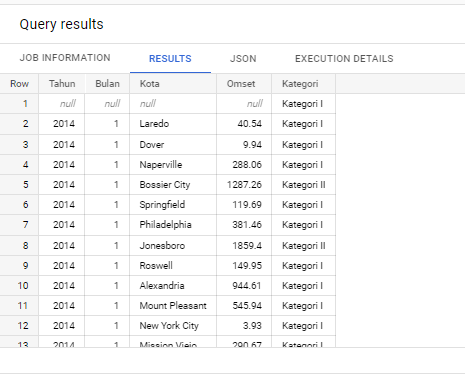 Query results
JOB INFORMATION RESULTS JSON EXECUTION DETAILS
Row Tahun Bulan Kota Omset Kategori
1 null null null null Kategori I
2 2014 1 Laredo 40.54 Kategori I
3 2014 1 Dover 9.94 Kategori I
4 2014 1 Naperville 288.06 Kategori I
5 2014 1 Bossier City 1287.26 Kategori II
6 2014 1 Springfield 119.69 Kategori I
7 2014 1 Philadelphia 381.46 Kategori I
8 2014 1 Jonesboro 1859.4 Kategori II
9 2014 1 Roswell 149.95 Kategori I
10 2014 1 Alexandria 944.61 Kategori I
11 2014 1 Mount Pleasant 545.94 Kategori I
12 2014 1 New York City 3.93 Kategori I
13 2014 1 Mission Viejo 290.67 Kategori I